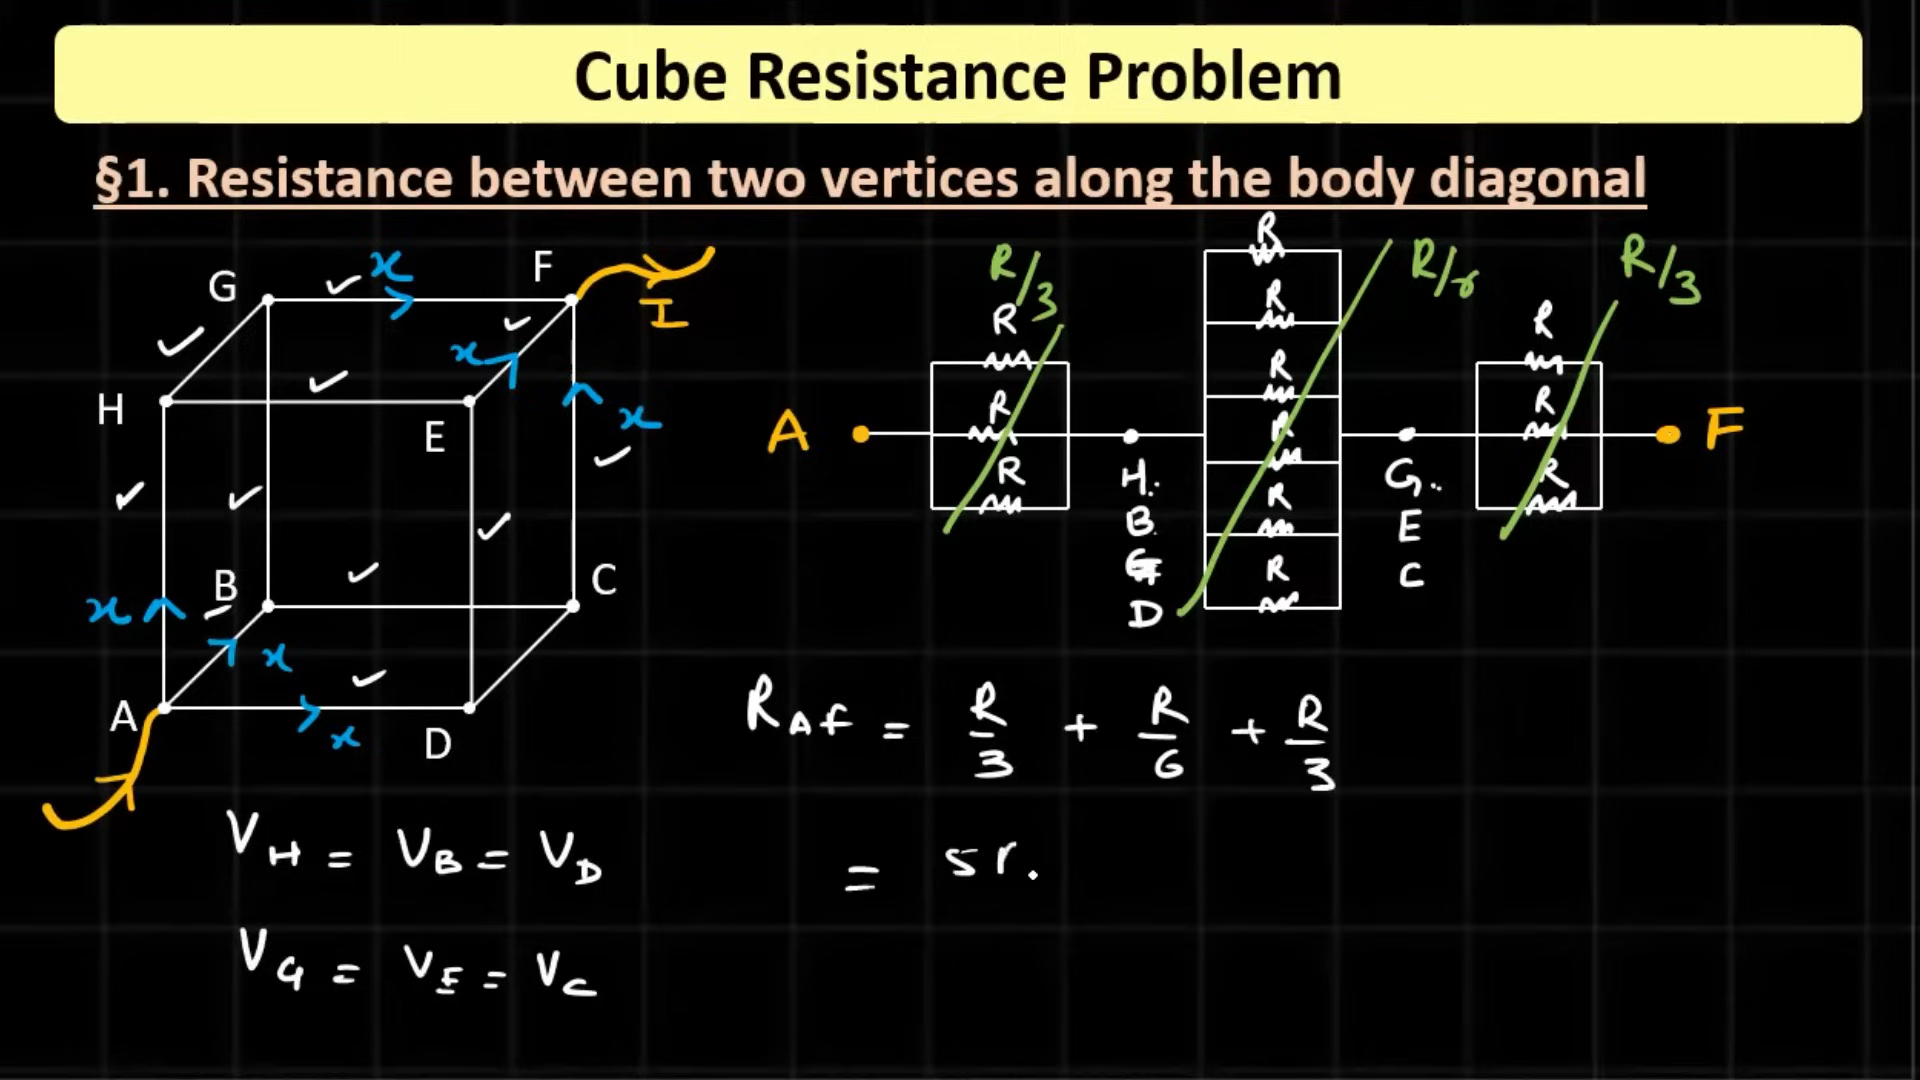 Cube Resistance Problem
§1. Resistance between two vertices along the body diagonal
G x F
I
x
H
E
x
B
C
x
x
A
x
D
V_H = V_B = V_D
V_G = V_E = V_C
R/3
R
R
R
A
H
B
D
R/6
R
R
R
R
R
R
G
E
C
R/3
R
R
R
F
R_AF = R/3 + R/6 + R/3
= 5r.